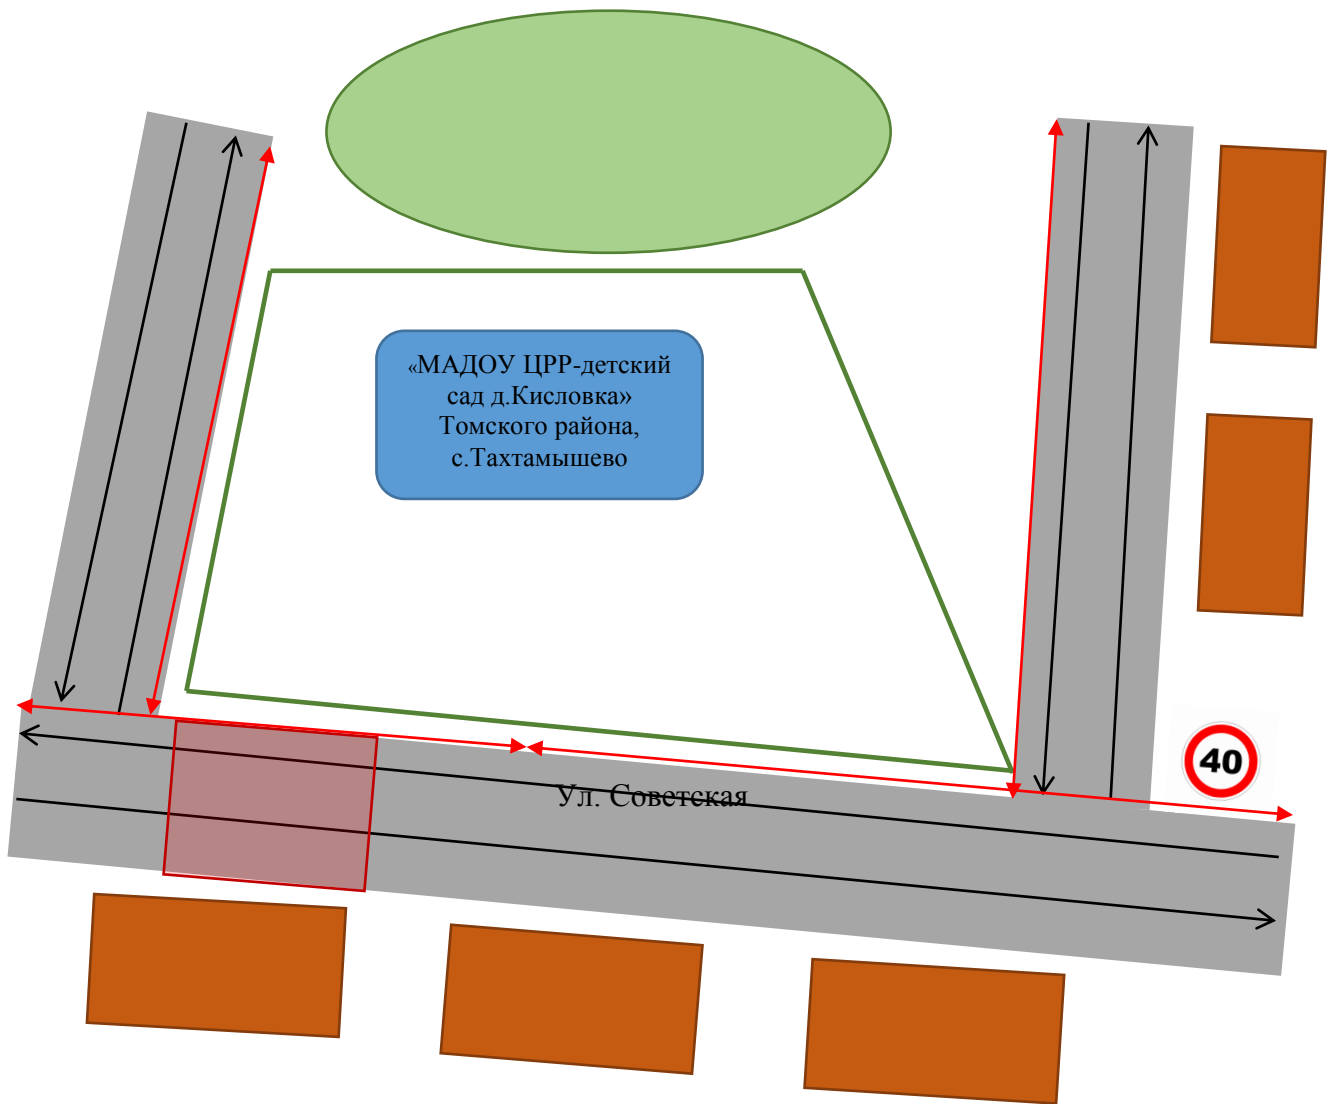 «МАДОУ ЦРР-детский
сад д.Кисловка»
Томского района,
с.Тахтамышево
40
Ул. Советская